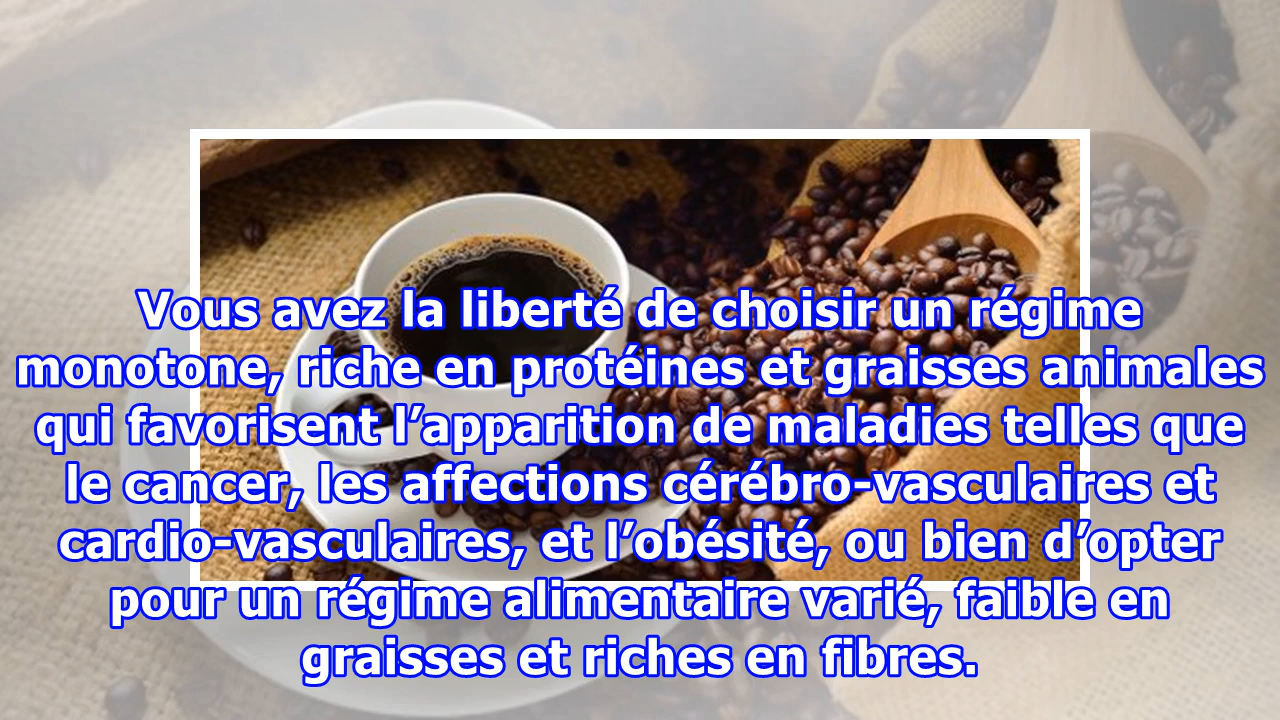 Vous avez la liberté de choisir un régime
monotone, riche en protéines et graisses animales
qui favorisent l’apparition de maladies telles que
le cancer, les affections cérébro-vasculaires et
cardio-vasculaires, et l’obésité, ou bien d’opter
pour un régime alimentaire varié, faible en
graisses et riches en fibres.